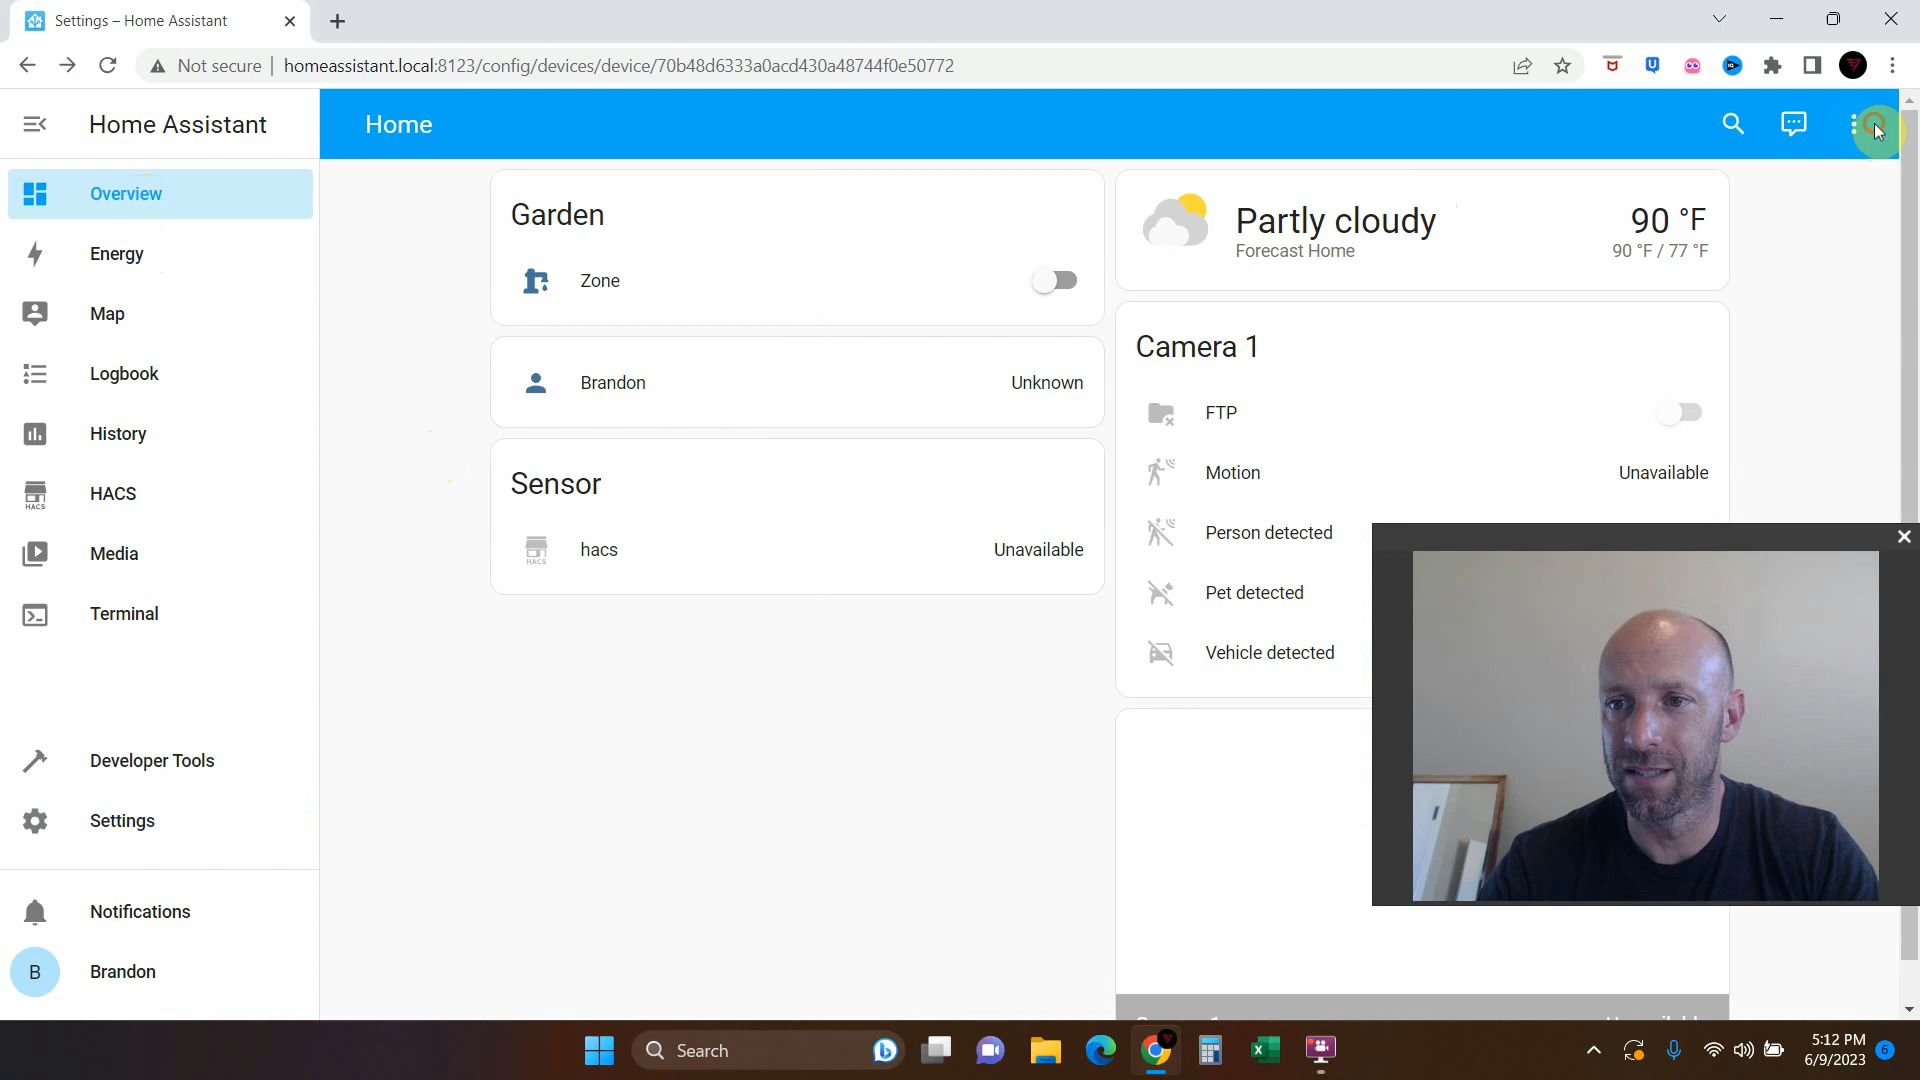 Settings – Home Assistant
Not secure
homeassistant.local:8123/config/devices/device/70b48d6333a0acd430a48744f0e50772
Home Assistant
Home
Overview
Energy
Map
Logbook
History
HACS
HACS
Media
Terminal
Developer Tools
Settings
Notifications
B
Brandon
Garden
Zone
Brandon
Unknown
Sensor
HACS
hacs
Unavailable
Partly cloudy
Forecast Home
90 °F
90 °F / 77 °F
Camera 1
FTP
Motion
Unavailable
Person detected
Pet detected
Vehicle detected
Search
5:12 PM
6/9/2023
6